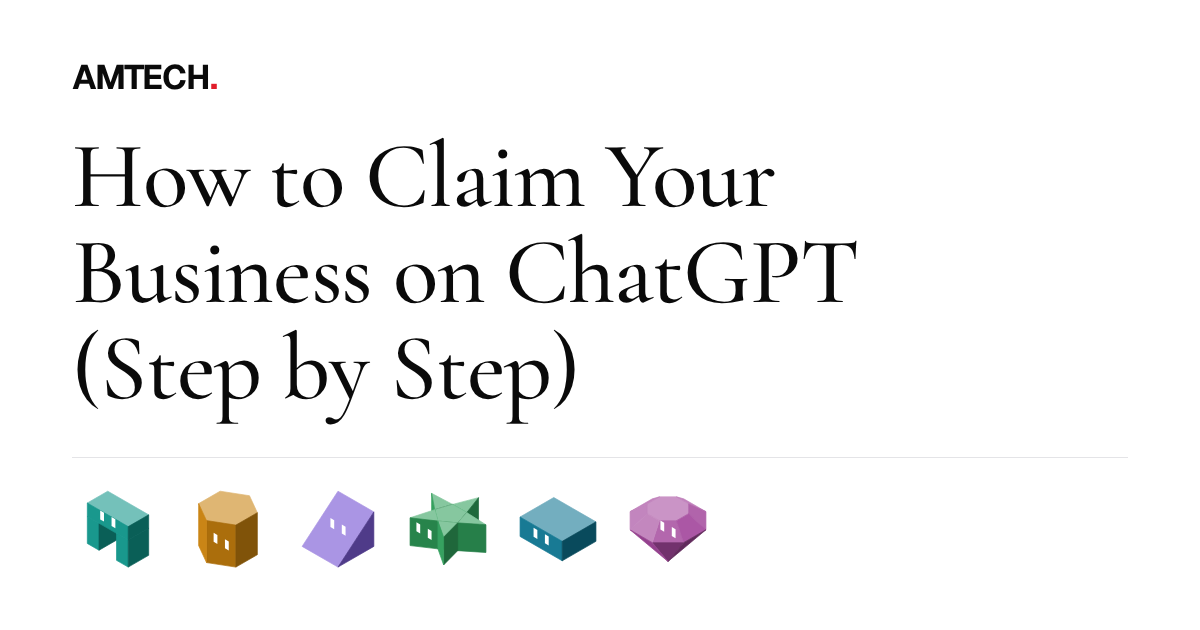 AMTECH.
How to Claim Your
Business on ChatGPT
(Step by Step)